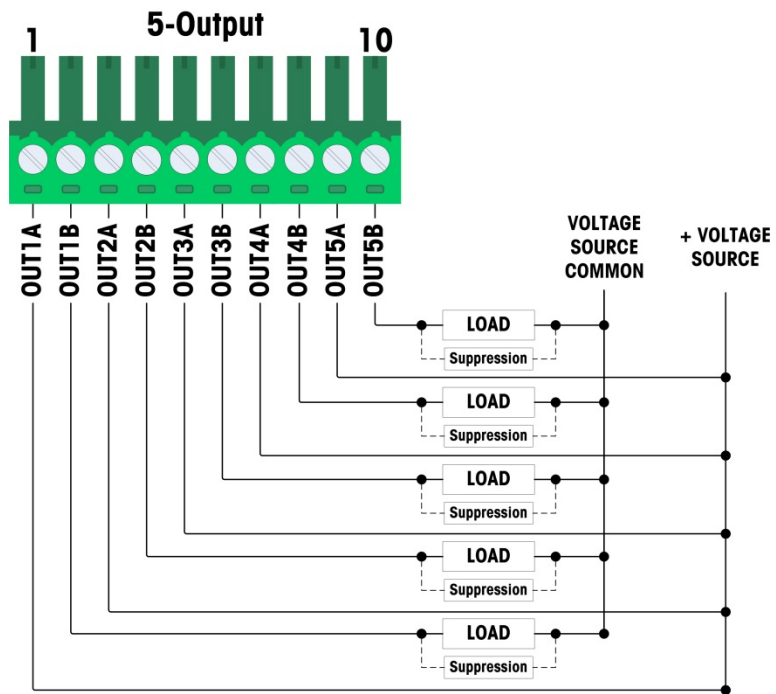 5-Output
1
10
OUT1A
OUT1B
OUT2A
OUT2B
OUT3A
OUT3B
OUT4A
OUT4B
OUT5A
OUT5B
VOLTAGE
SOURCE
COMMON
+ VOLTAGE
SOURCE
LOAD
Suppression
LOAD
Suppression
LOAD
Suppression
LOAD
Suppression
LOAD
Suppression